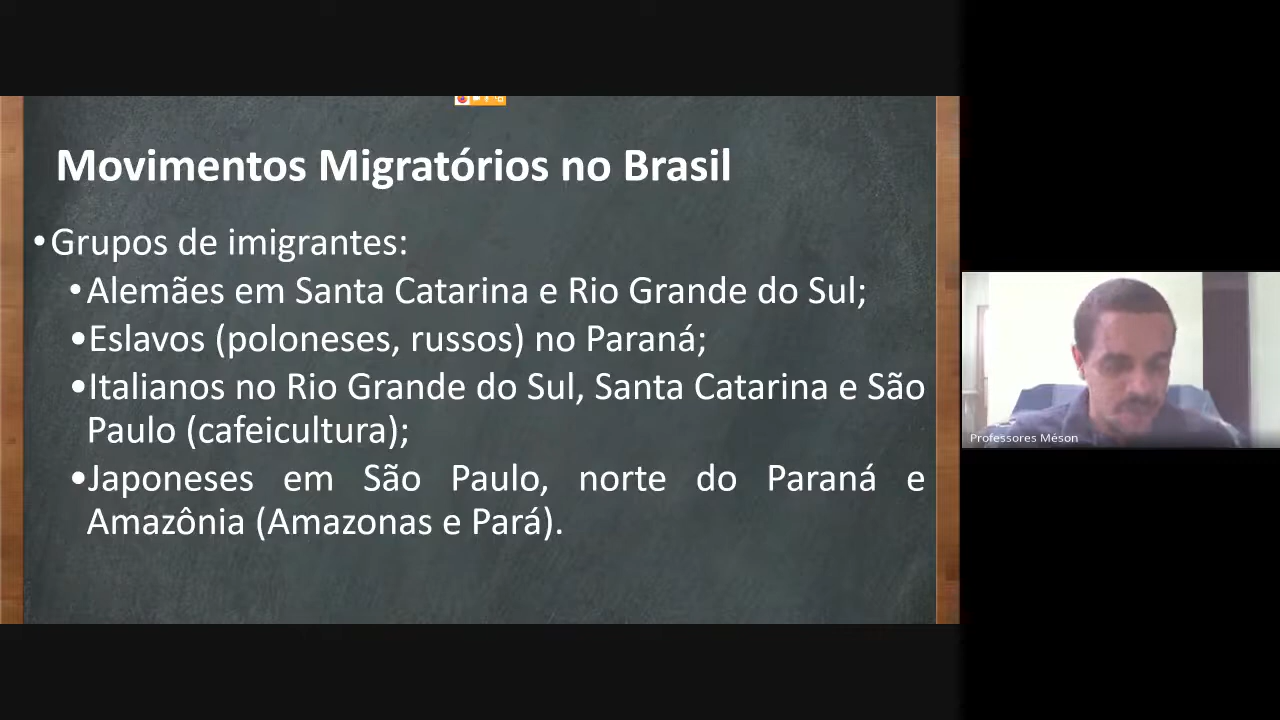 Movimentos Migratórios no Brasil
•Grupos de imigrantes:
•Alemães em Santa Catarina e Rio Grande do Sul;
•Eslavos (poloneses, russos) no Paraná;
•Italianos no Rio Grande do Sul, Santa Catarina e São
Paulo (cafeicultura);
•Japoneses em São Paulo, norte do Paraná e
Amazônia (Amazonas e Pará).
Professores Méson